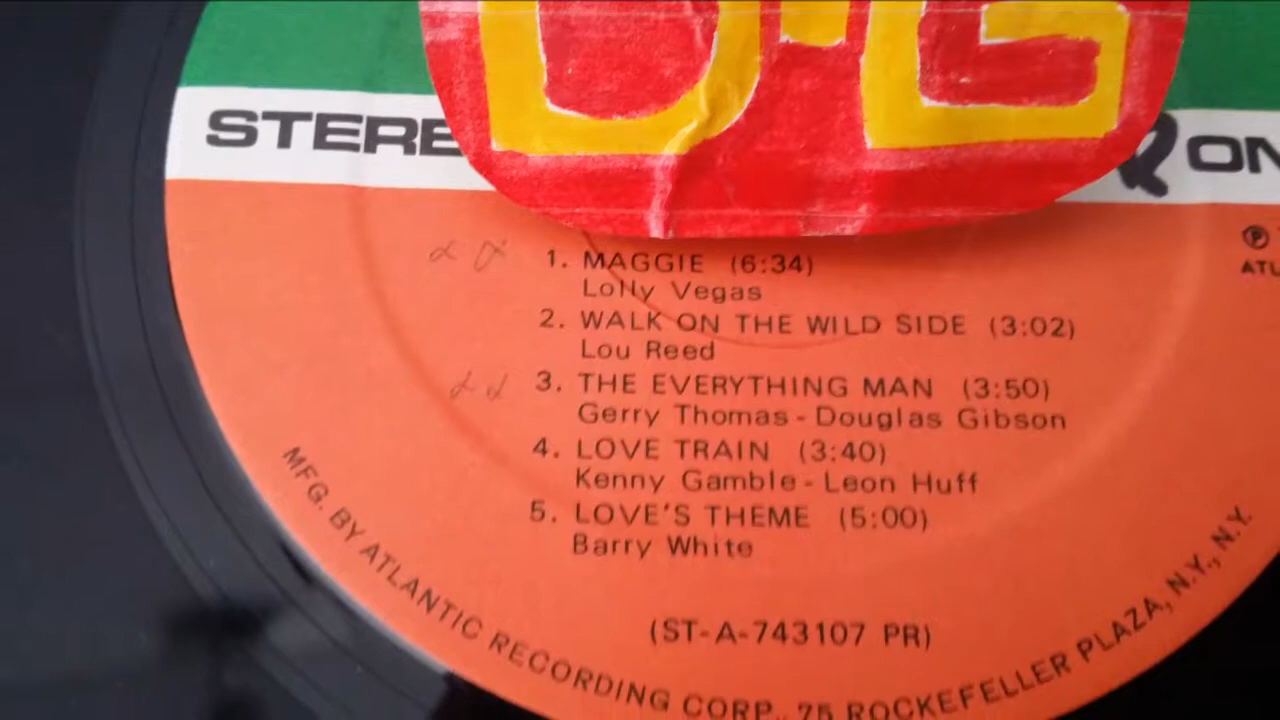 STERE
ON
1. MAGGIE (6:34)
Lolly Vegas
2. WALK ON THE WILD SIDE (3:02)
Lou Reed
3. THE EVERYTHING MAN (3:50)
Gerry Thomas - Douglas Gibson
4. LOVE TRAIN (3:40)
Kenny Gamble - Leon Huff
5. LOVE'S THEME (5:00)
Barry White
(ST-A-743107 PR)
℗
ATL
MFG. BY ATLANTIC RECORDING CORP., 75 ROCKEFELLER PLAZA, N.Y., N.Y.